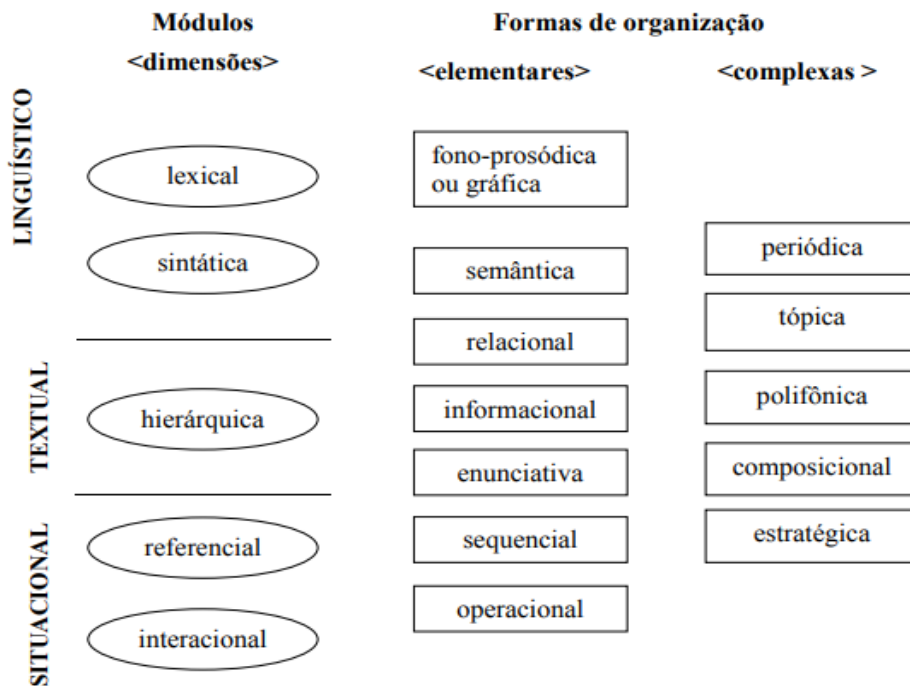 Módulos
<dimensões>
Formas de organização
<elementares>
<complexas >
LINGUÍSTICO
lexical
sintática
TEXTUAL
hierárquica
SITUACIONAL
referencial
interacional
fono-prosódica
ou gráfica
semântica
relacional
informacional
enunciativa
sequencial
operacional
periódica
tópica
polifônica
composicional
estratégica